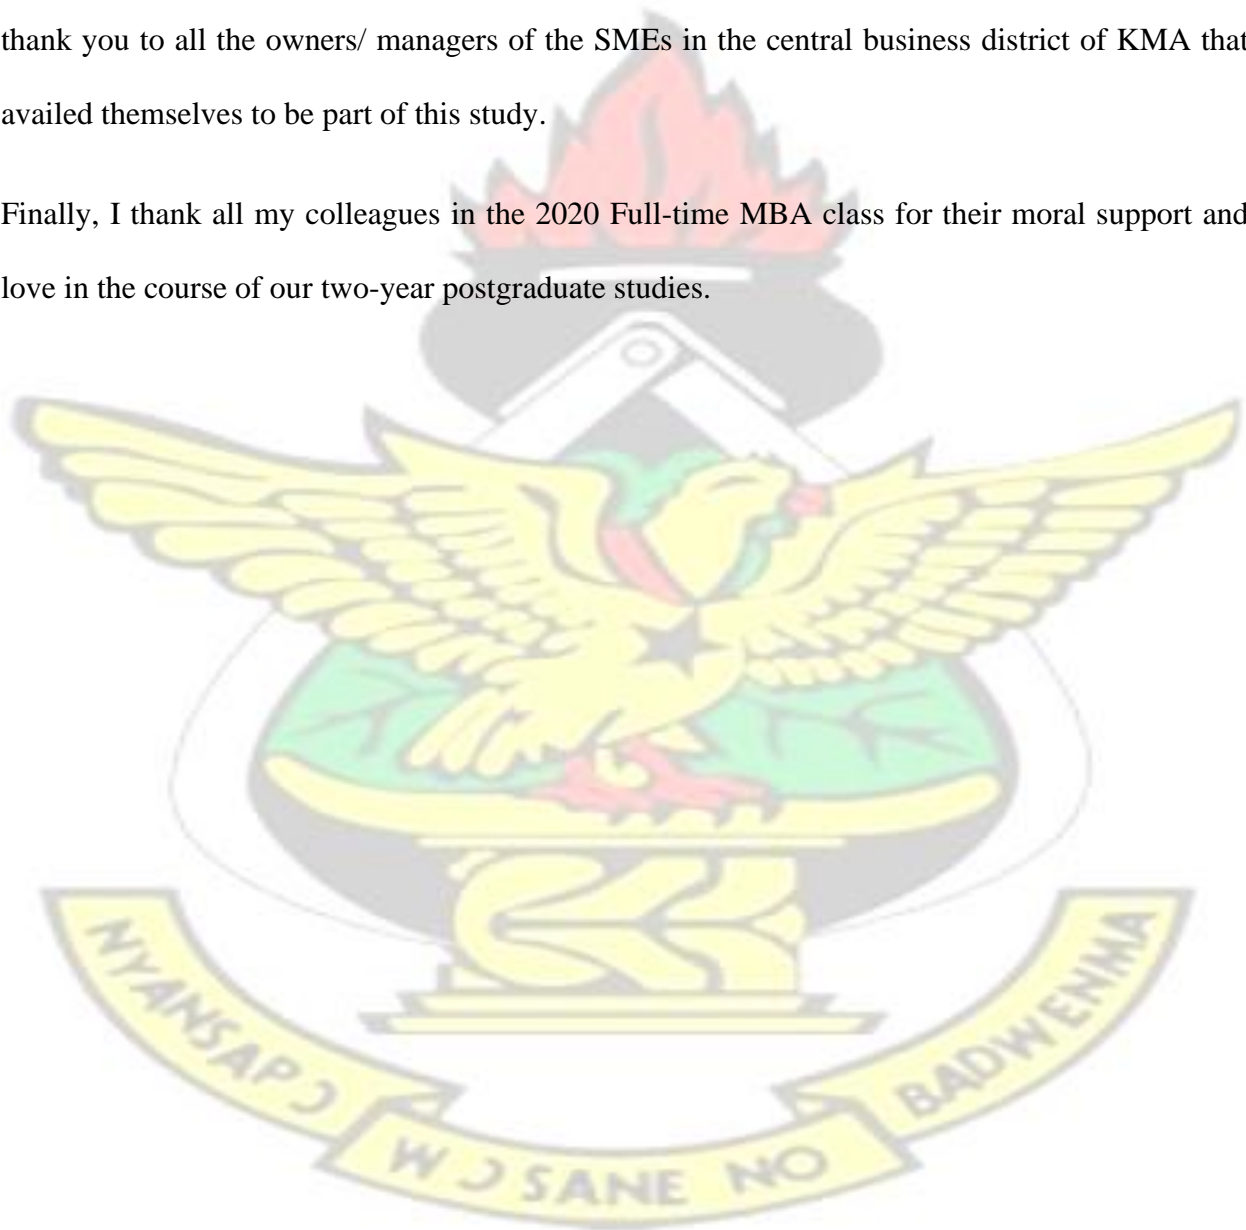 thank you to all the owners/ managers of the SMEs in the central business district of KMA that
availed themselves to be part of this study.
Finally, I thank all my colleagues in the 2020 Full-time MBA class for their moral support and
love in the course of our two-year postgraduate studies.
NYANSAPƆ
WƆSANE NO
BADWENMA